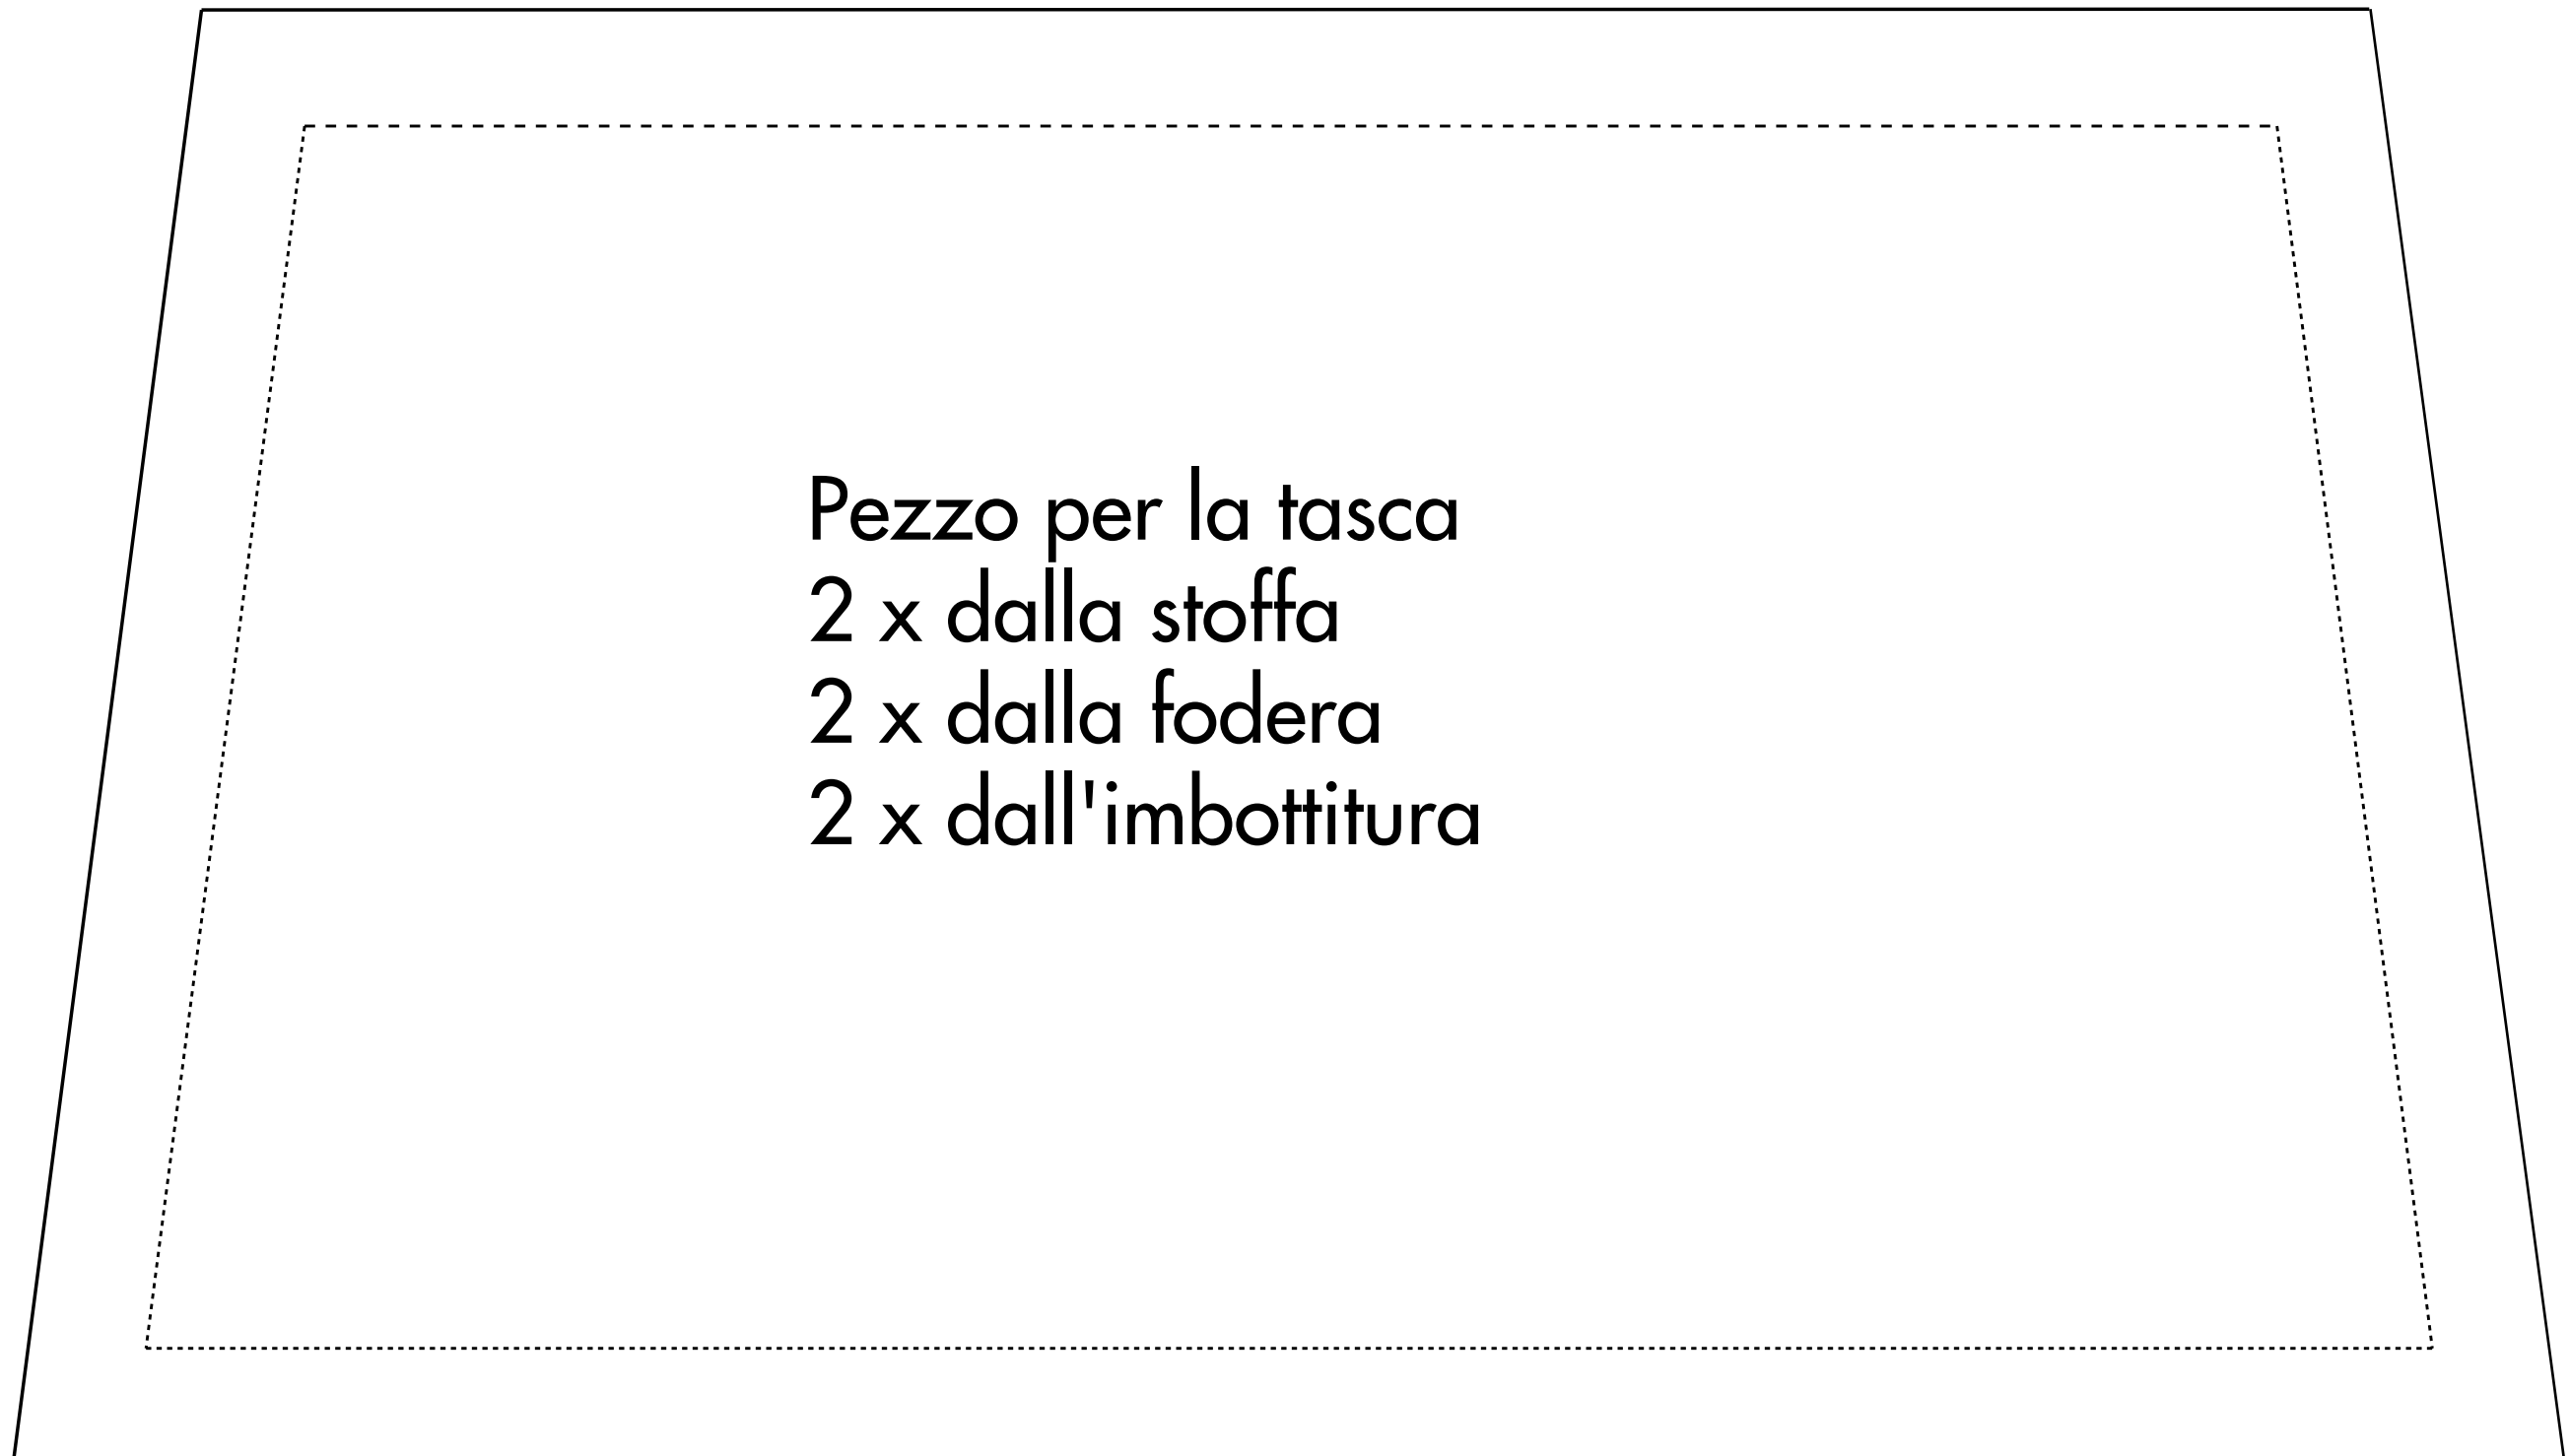 Pezzo per la tasca
2 x dalla stoffa
2 x dalla fodera
2 x dall'imbottitura